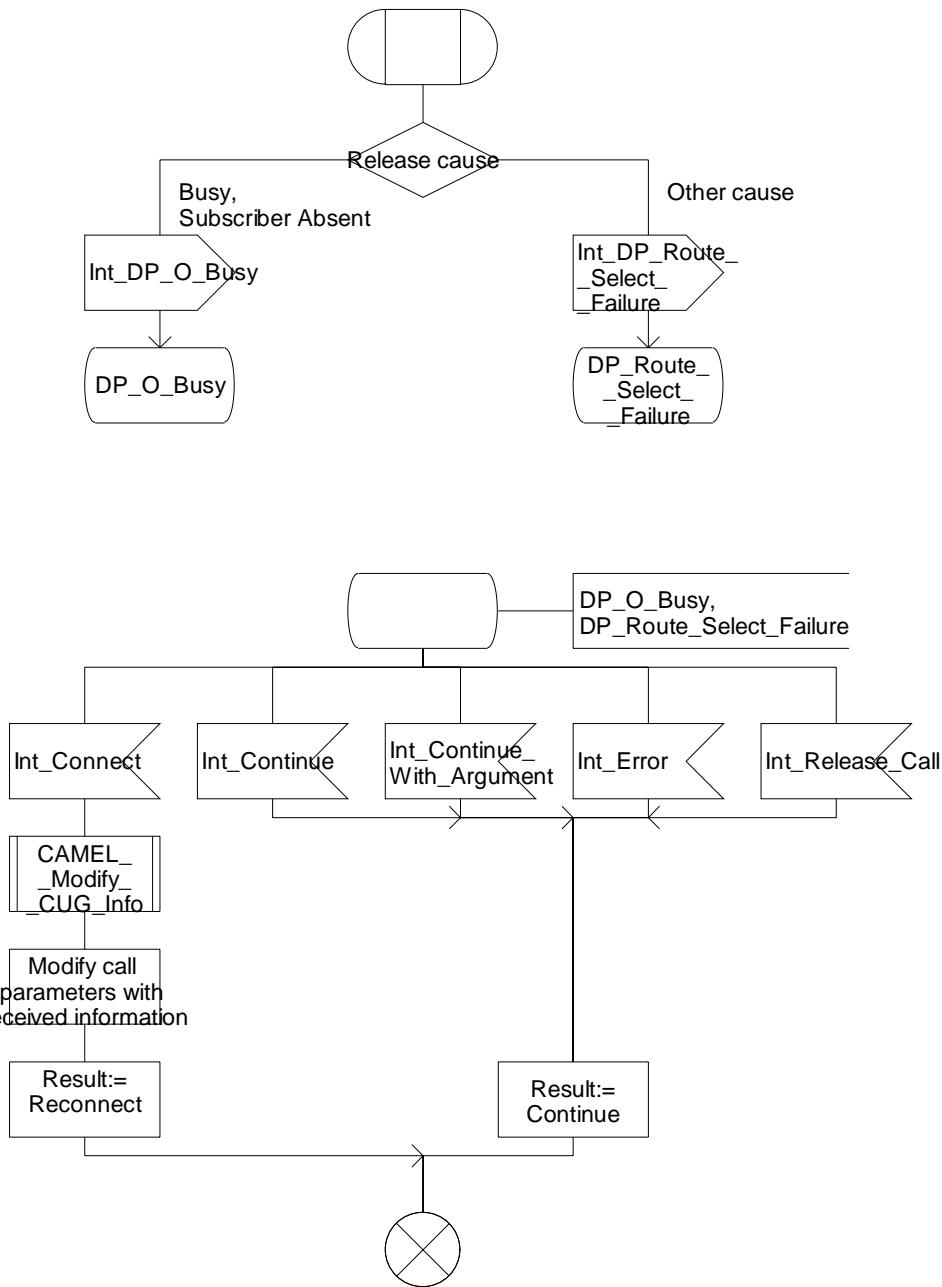 Release cause
Busy,
Subscriber Absent
Other cause
Int_DP_O_Busy
Int_DP_Route_
_Select_
_Failure
DP_O_Busy
DP_Route_
_Select_
_Failure
DP_O_Busy,
DP_Route_Select_Failure
Int_Connect
Int_Continue
Int_Continue_
With_Argument
Int_Error
Int_Release_Call
CAMEL_
_Modify_
_CUG_Info
Modify call
parameters with
ceived information
Result:=
Reconnect
Result:=
Continue